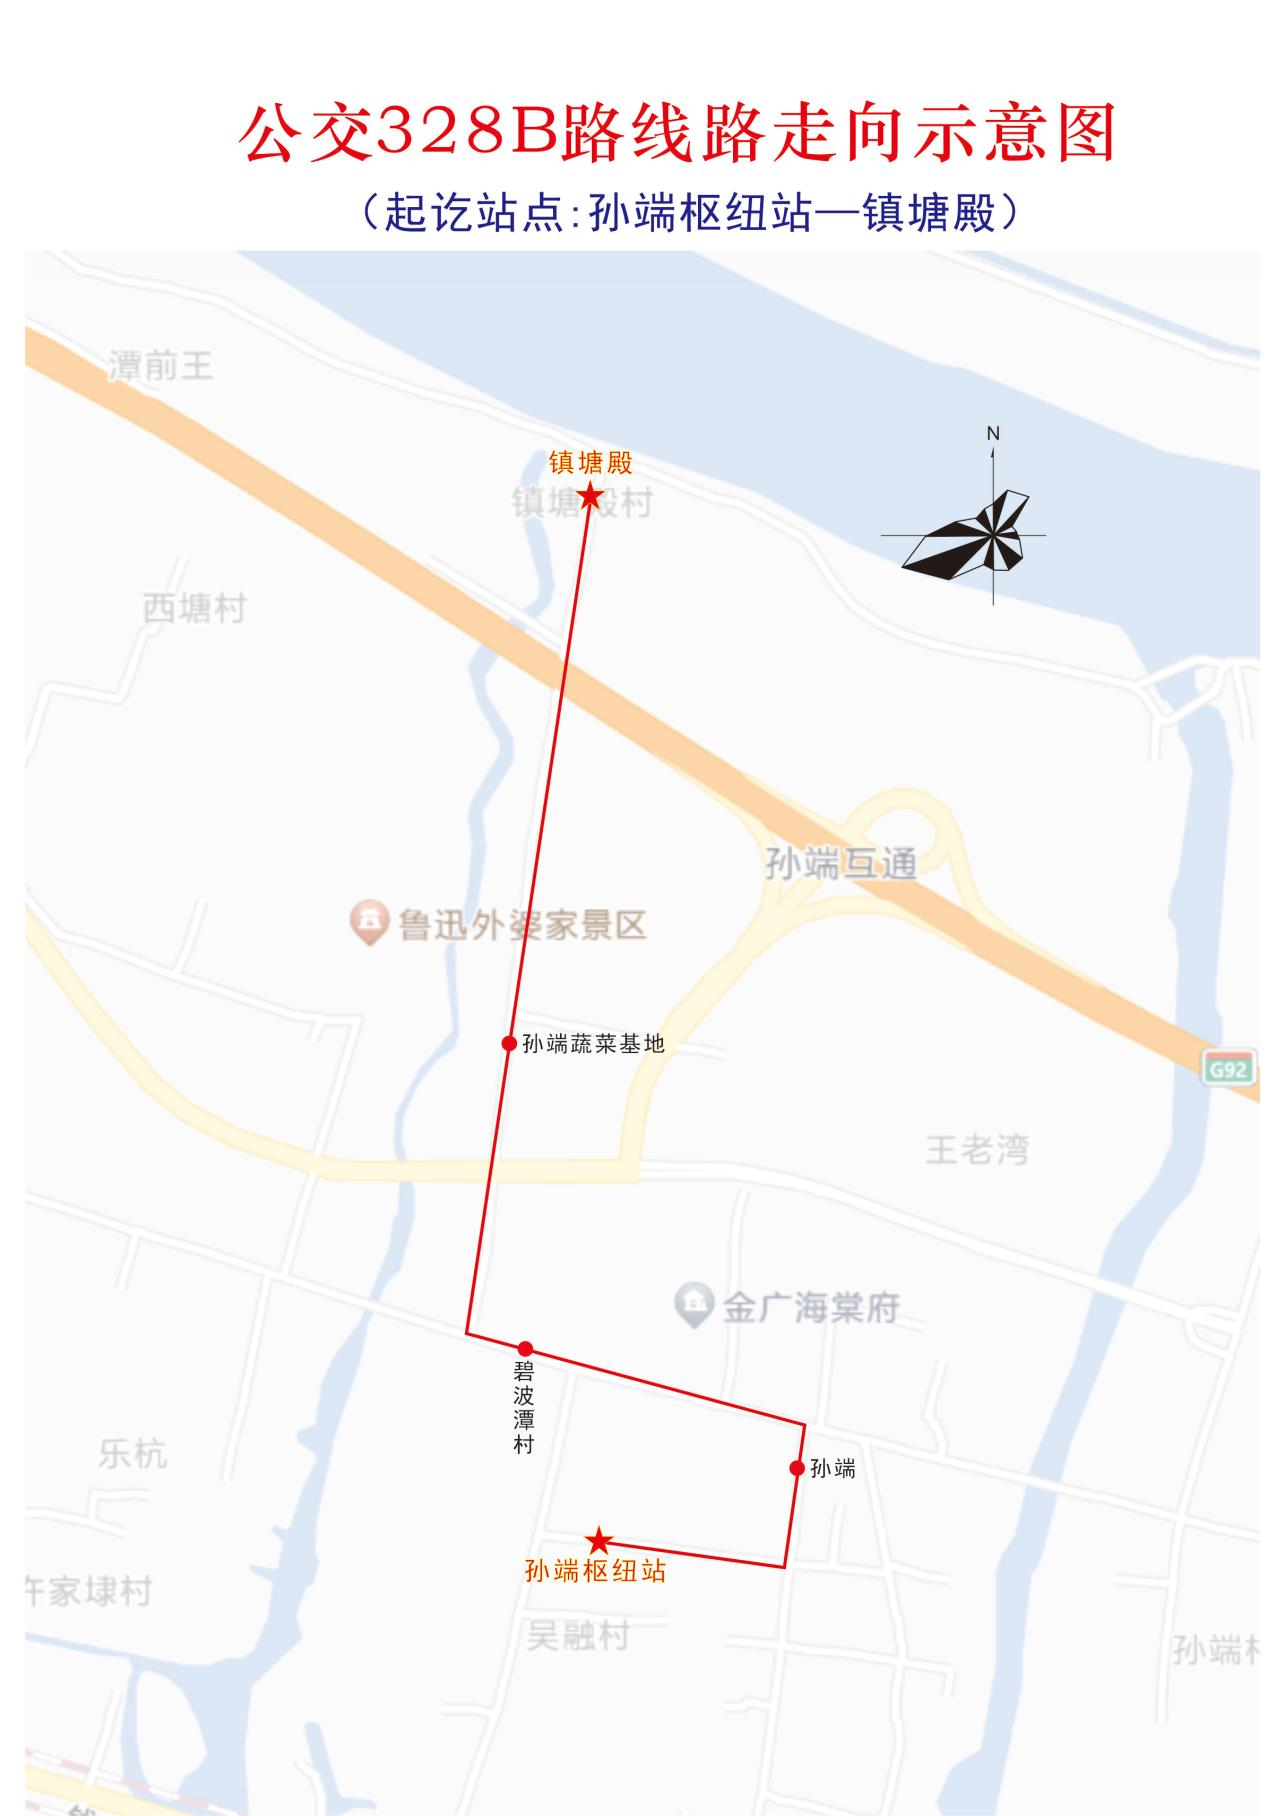 公交328B路线路走向示意图
（起讫站点:孙端枢纽站—镇塘殿）
潭前王
N
镇塘殿
镇塘殿村
西塘村
孙端互通
鲁迅外婆家景区
孙端蔬菜基地
G92
王老湾
金广海棠府
碧波潭村
乐杭
孙端
孙端枢纽站
许家埭村
吴融村
孙端村